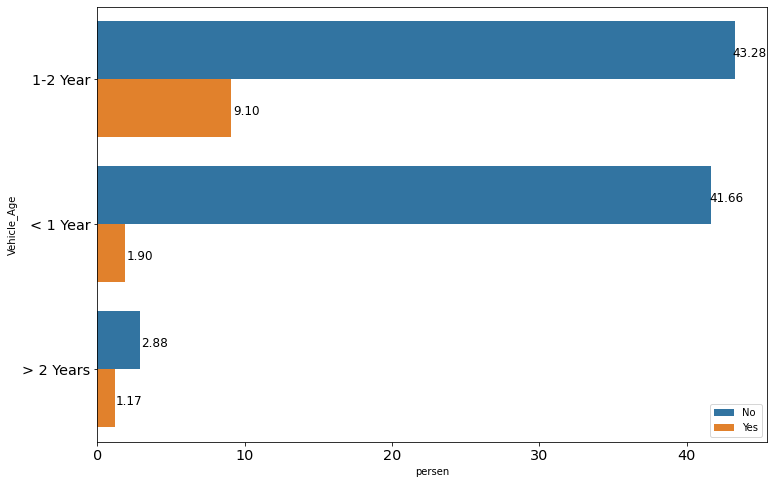 43.28
1-2 Year
9.10
41.66
Vehicle_Age
< 1 Year
1.90
2.88
> 2 Years
1.17
No
Yes
0 10 20 30 40
persen